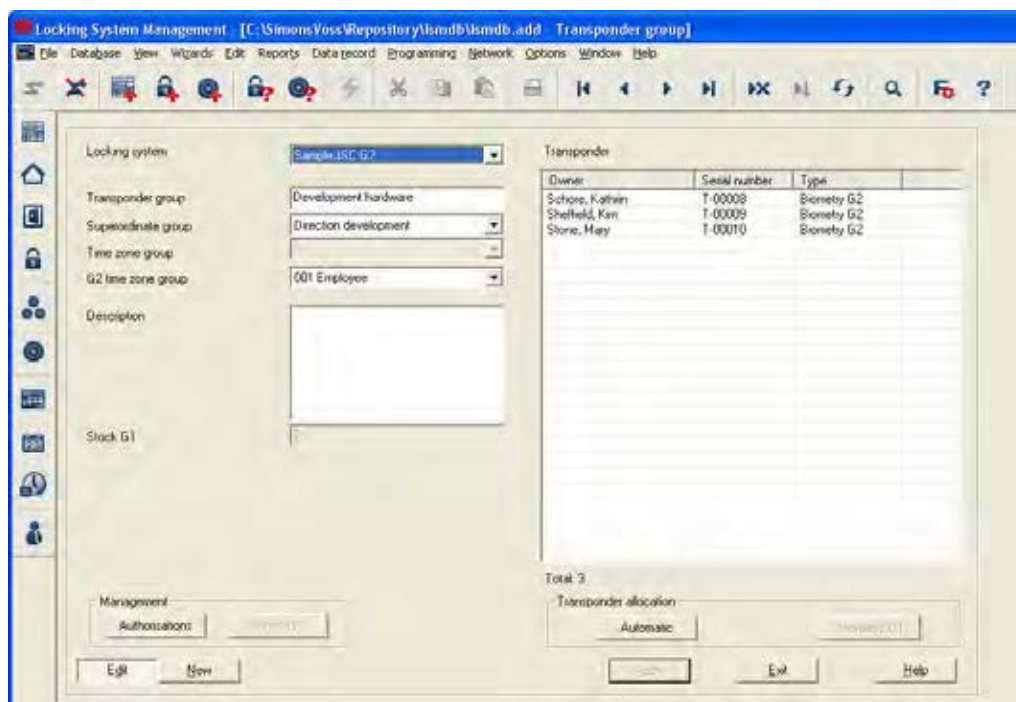 Locking System Management - [C:\SimonsVoss\Repository\lsmdb\lsmdb.add - Transponder group]
File Database View Wizards Edit Reports Data record Programming Network Options Window Help
Locking system
Sample LSC G2
Transponder group
Development hardware
Superordinate group
Direction development
Time zone group
G2 time zone group
001 Employee
Description
Stock G1
Transponder
Owner Serial number Type
Schore, Kathrin T-00008 Biometry G2
Sheffield, Kim T-00009 Biometry G2
Stone, Mary T-00010 Biometry G2
Total: 3
Management
Authorisations
Transponder allocation
Automatic
Edit New
Exit Help